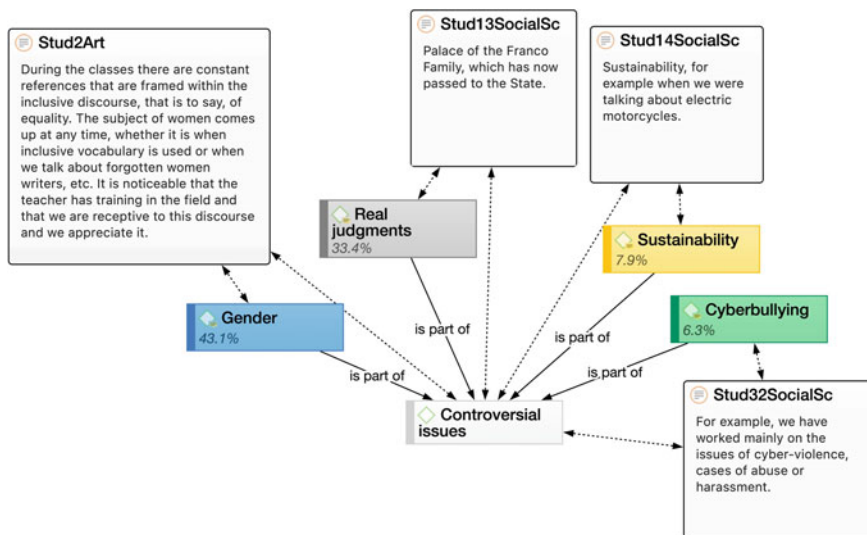 Stud2Art
During the classes there are constant
references that are framed within the
inclusive discourse, that is to say, of
equality. The subject of women comes
up at any time, whether it is when
inclusive vocabulary is used or when
we talk about forgotten women
writers, etc. It is noticeable that the
teacher has training in the field and
that we are receptive to this discourse
and we appreciate it.
Stud13SocialSc
Palace of the Franco
Family, which has now
passed to the State.
Stud14SocialSc
Sustainability, for
example when we were
talking about electric
motorcycles.
Real
judgments
33.4%
Sustainability
7.9%
Gender
43.1%
Cyberbullying
6.3%
is part of
is part of
is part of
is part of
Controversial
issues
Stud32SocialSc
For example, we have
worked mainly on the
issues of cyber-violence,
cases of abuse or
harassment.